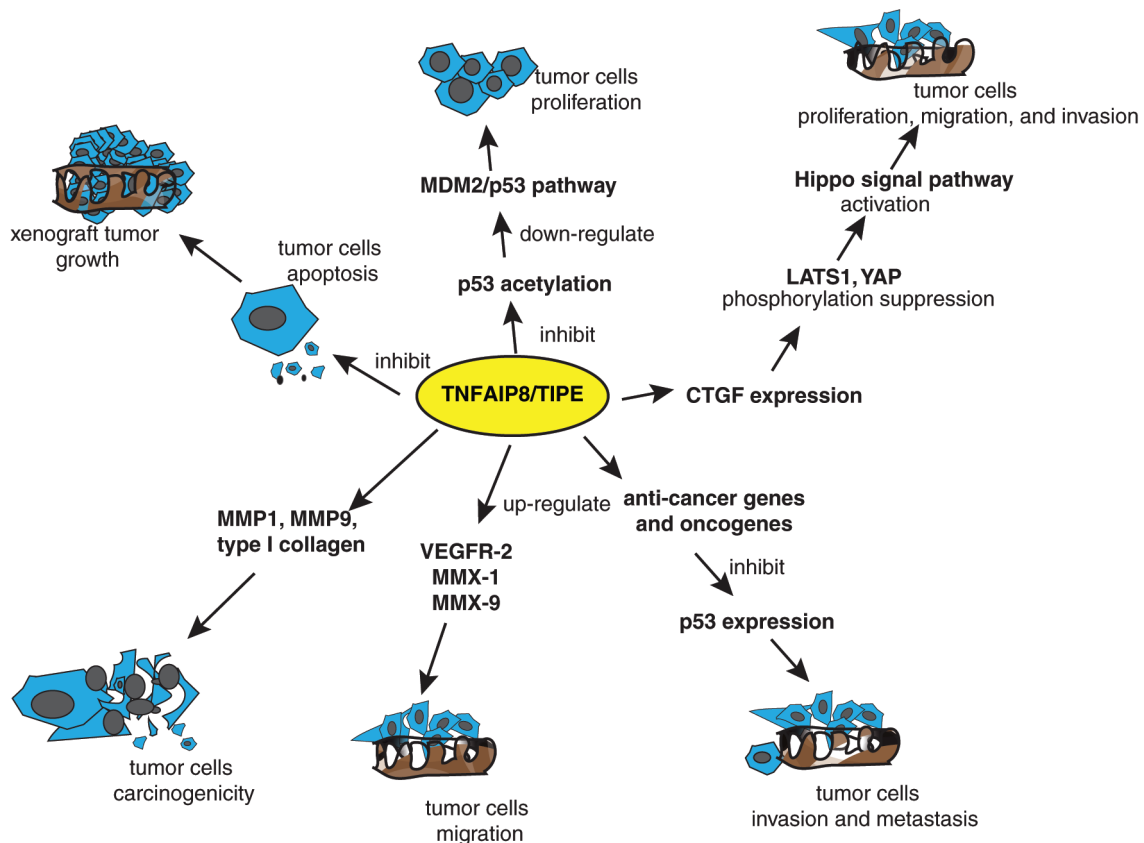 tumor cells
proliferation
tumor cells
proliferation, migration, and invasion
MDM2/p53 pathway
Hippo signal pathway
activation
xenograft tumor
growth
tumor cells
apoptosis
down-regulate
p53 acetylation
LATS1, YAP
phosphorylation suppression
inhibit
inhibit
TNFAIP8/TIPE
CTGF expression
MMP1, MMP9,
type I collagen
up-regulate
anti-cancer genes
and oncogenes
VEGFR-2
MMX-1
MMX-9
inhibit
p53 expression
tumor cells
carcinogenicity
tumor cells
migration
tumor cells
invasion and metastasis